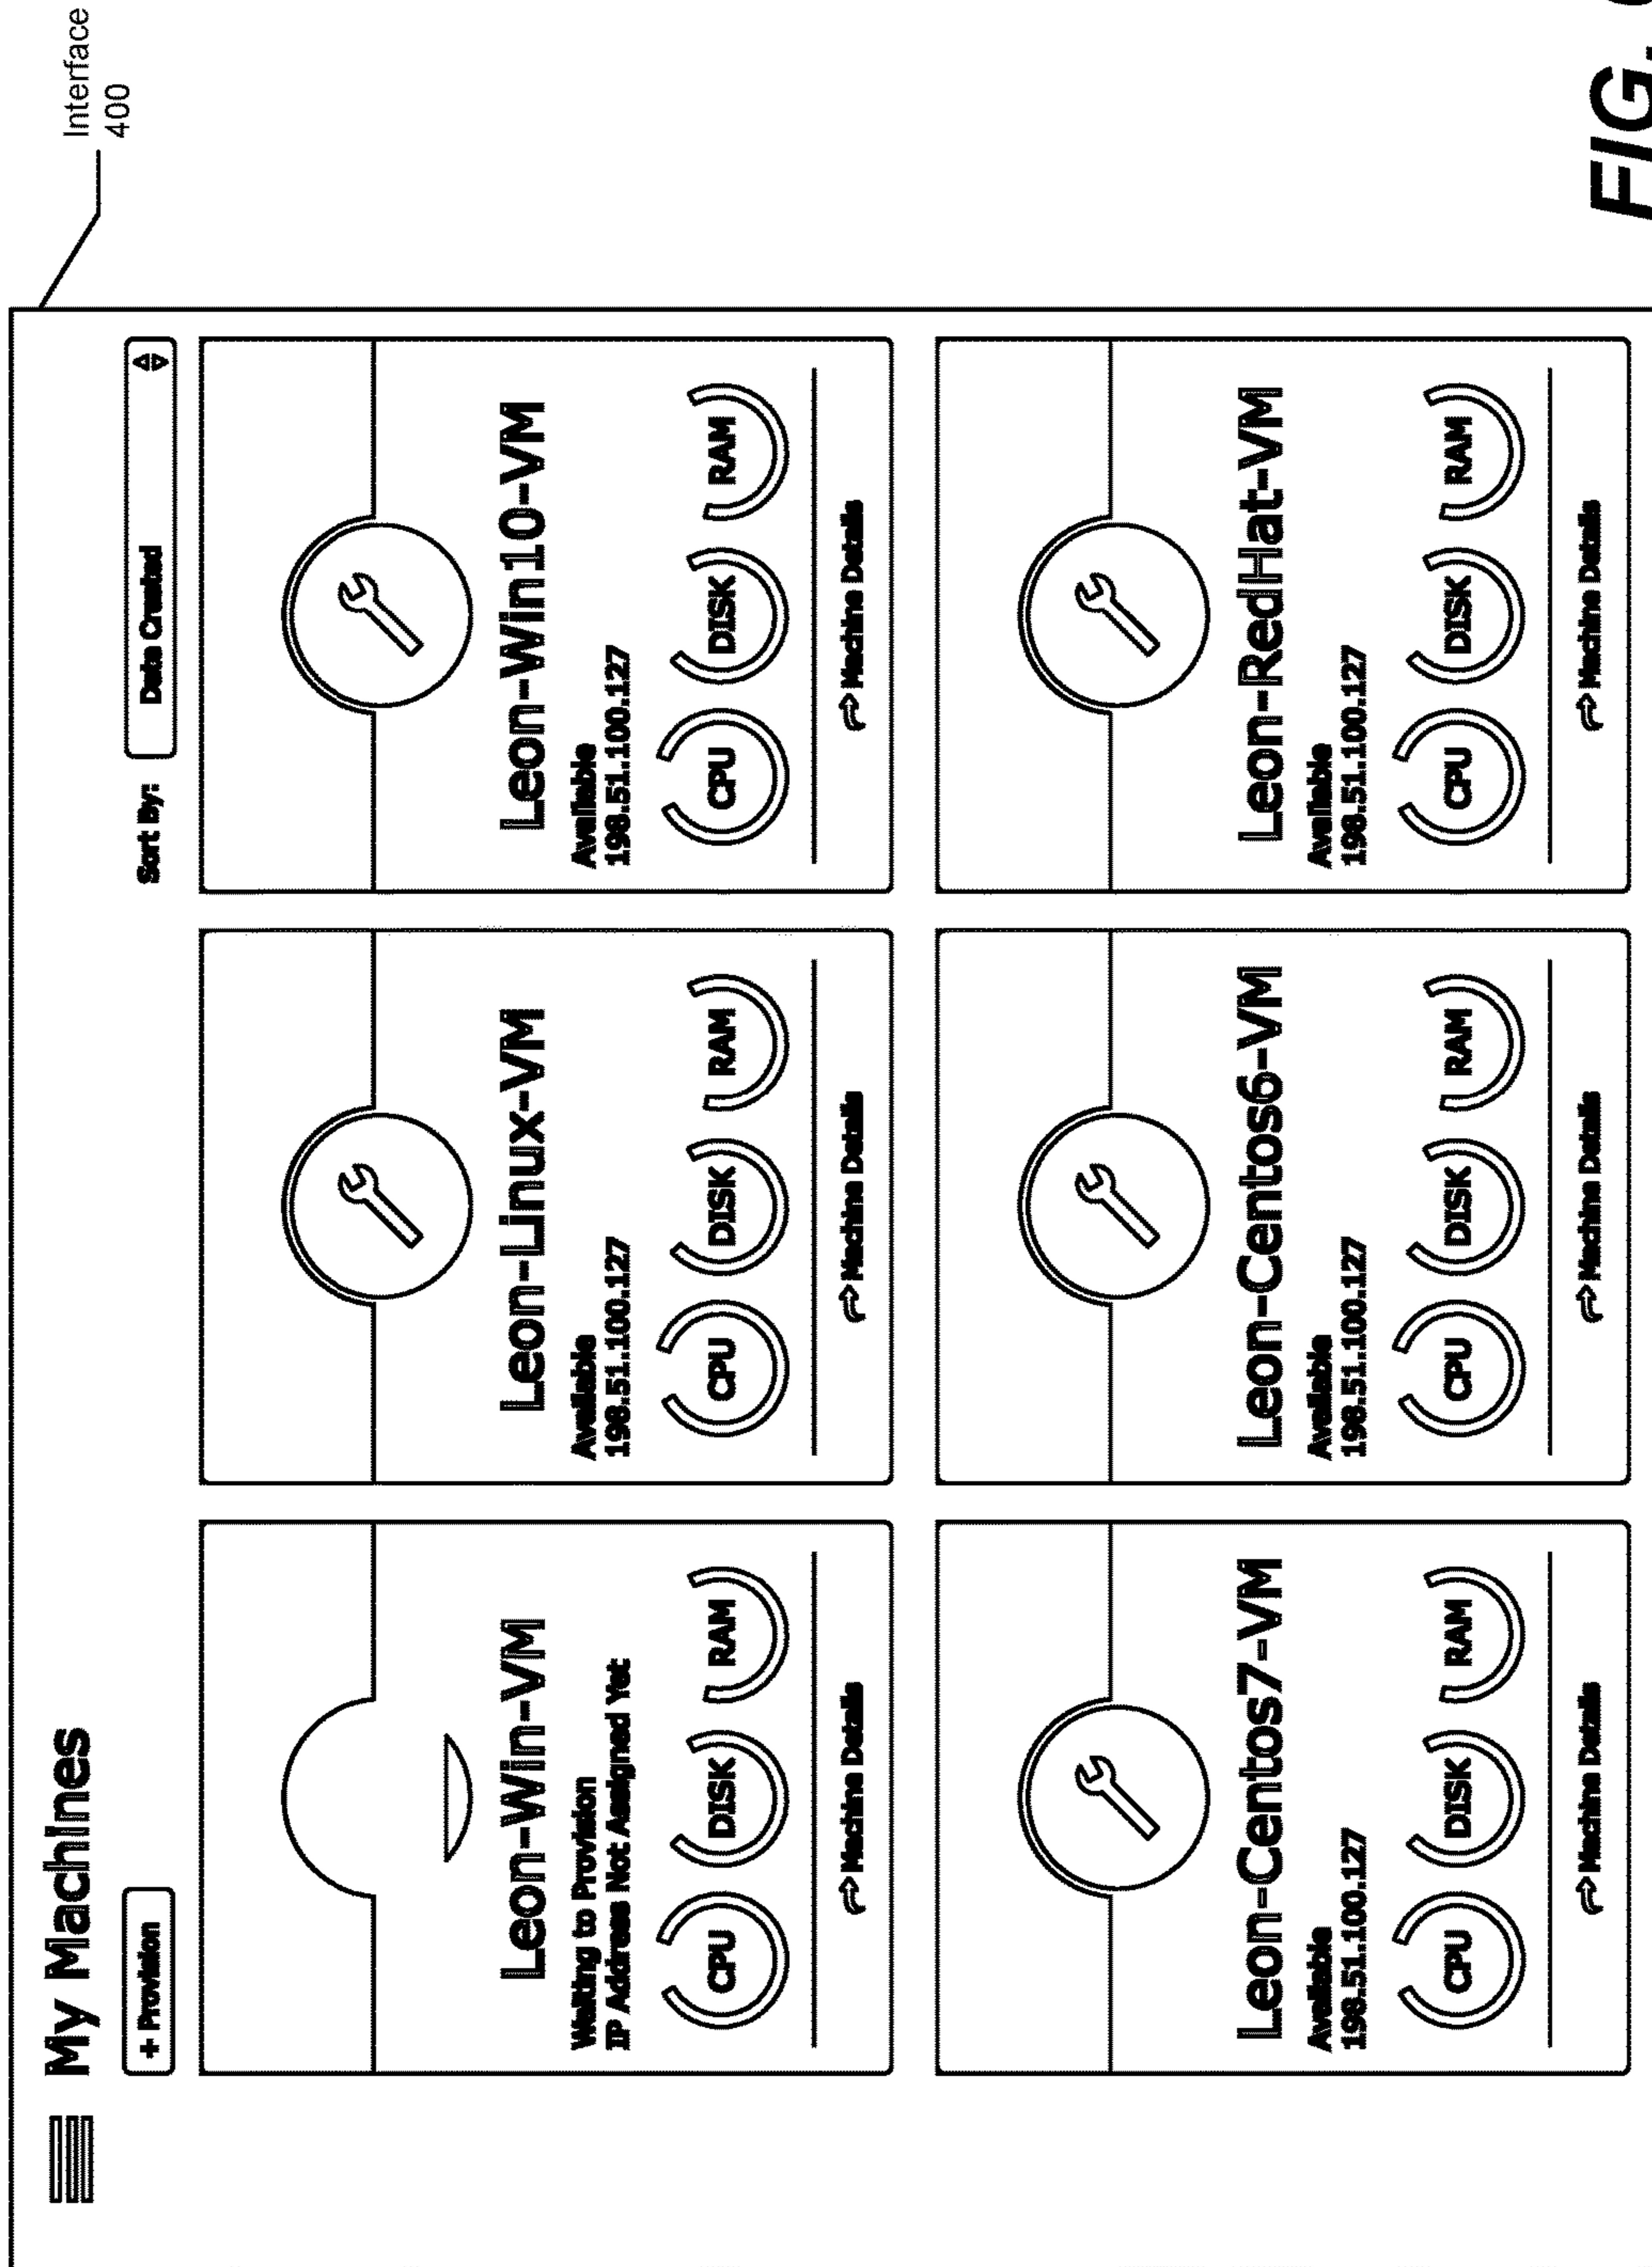 Interface
400
My Machines
+ Provision
Sort By: Data Created
Leon-Win-VM
Waiting to Provision
IP Address Not Assigned Yet
CPU DISK RAM
Machine Details
Leon-Linux-VM
Available
198.51.100.127
CPU DISK RAM
Machine Details
Leon-Win10-VM
Available
198.51.100.127
CPU DISK RAM
Machine Details
Leon-Centos7-VM
Available
198.51.100.127
CPU DISK RAM
Machine Details
Leon-Centos6-VM
Available
198.51.100.127
CPU DISK RAM
Machine Details
Leon-RedHat-VM
Available
198.51.100.127
CPU DISK RAM
Machine Details
FIG.